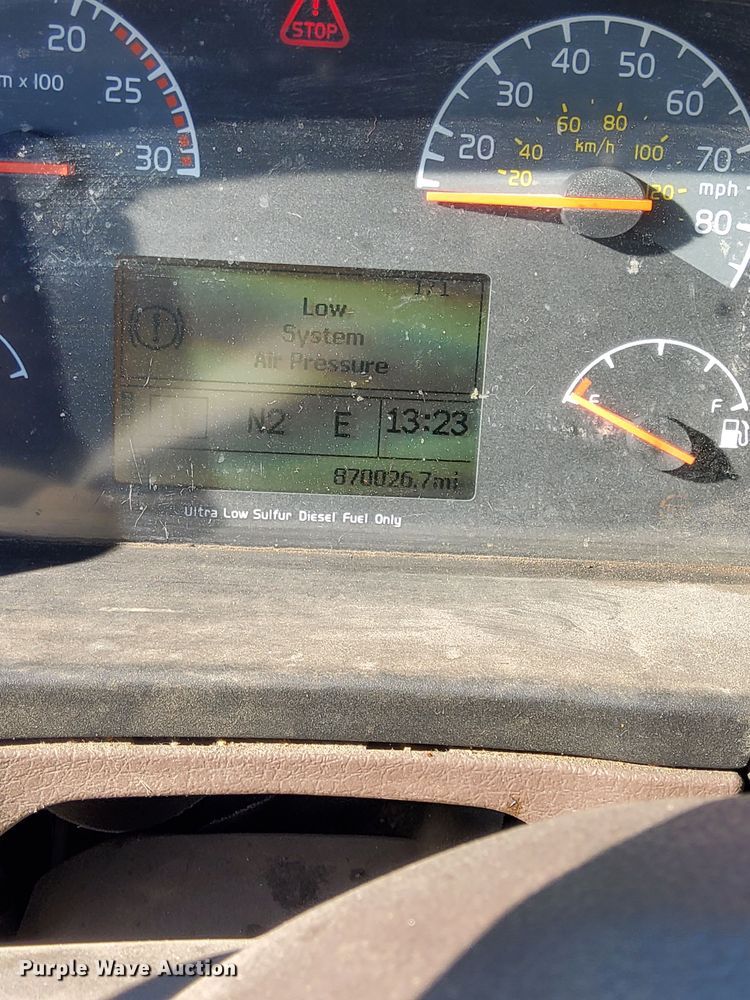 STOP
20
m x 100
25
30
40
50
30
60
20
70
mph
80
60
80
40
km/h
100
20
120
1/1
Low
System
Air Pressure
N2
E
13:23
870026.7mi
E
F
Ultra Low Sulfur Diesel Fuel Only
Purple Wave Auction